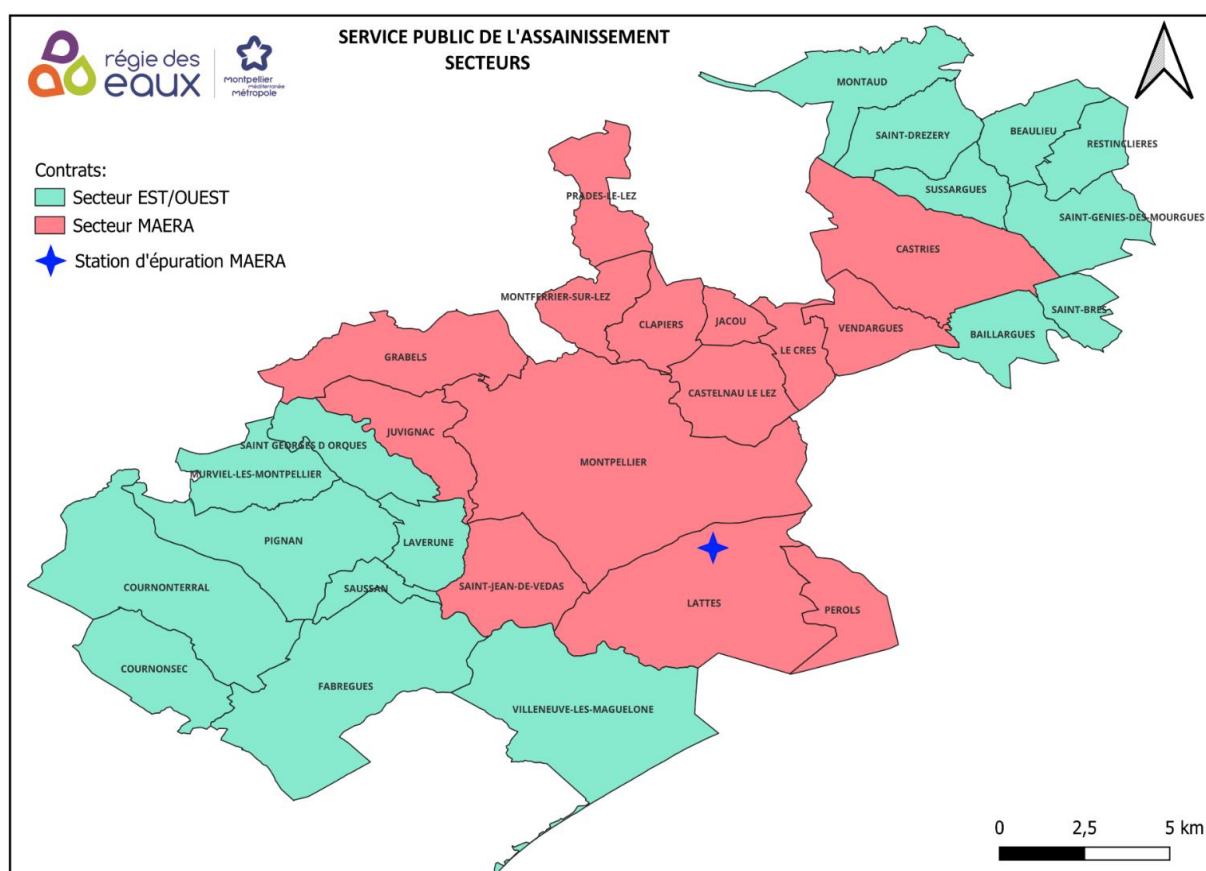 SERVICE PUBLIC DE L'ASSAINISSEMENT
SECTEURS
régie des
eaux
montpellier
méditerranée
métropole
Contrats:
Secteur EST/OUEST
Secteur MAERA
Station d'épuration MAERA
MONTAUD
SAINT-DREZERY
BEAULIEU
RESTINCLIERES
SUSSARGUES
SAINT-GENIES-DES-MOURGUES
PRADES-LE-LEZ
CASTRIES
MONTFERRIER-SUR-LEZ
CLAPIERS
JACOU
LE CRES
VENDARGUES
BAILLARGUES
SAINT-BRES
GRABELS
CASTELNAU LE LEZ
JUVIGNAC
SAINT GEORGES D ORQUES
MURVIEL-LES-MONTPELLIER
MONTPELLIER
PIGNAN
LAVERUNE
COURNONTERRAL
SAUSSAN
SAINT-JEAN-DE-VEDAS
LATTES
PEROLS
COURNONSEC
FABREGUES
VILLENEUVE-LES-MAGUELONE
0 2,5 5 km